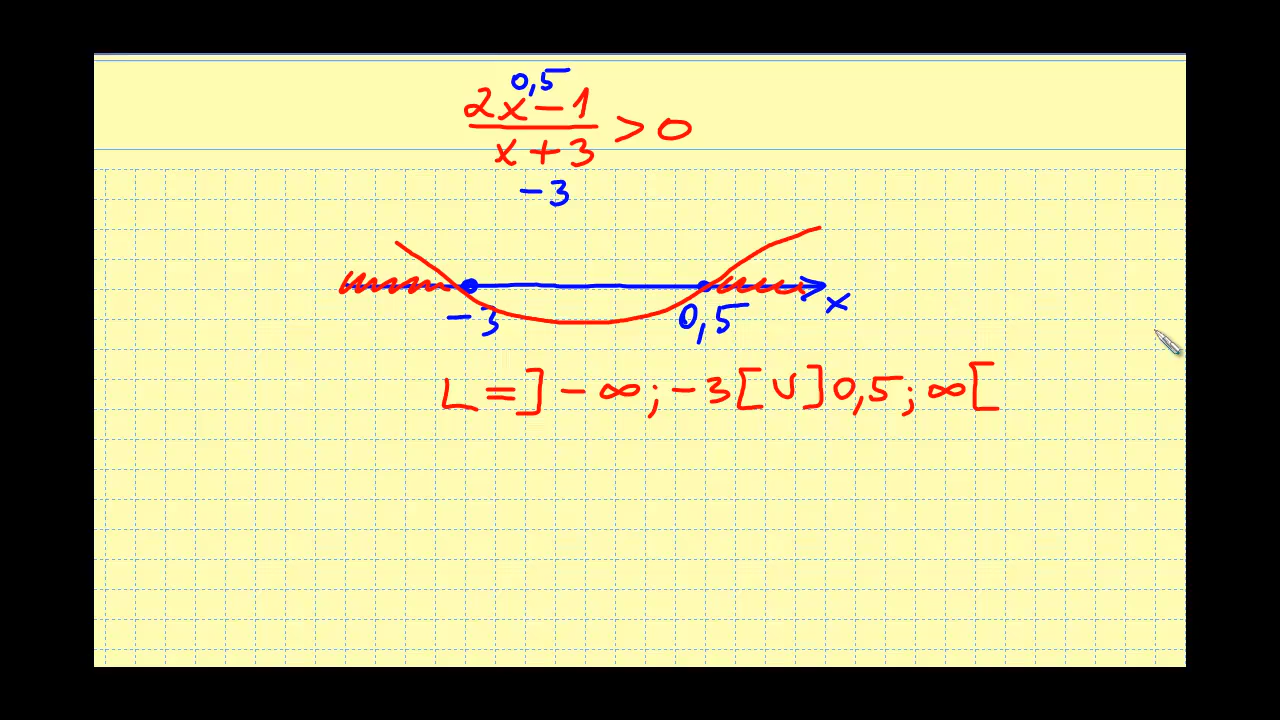 0,5
2x - 1
x + 3 > 0
-3
-3 0,5 x
L = ] - ∞ ; -3 [ ∪ ] 0,5 ; ∞ [